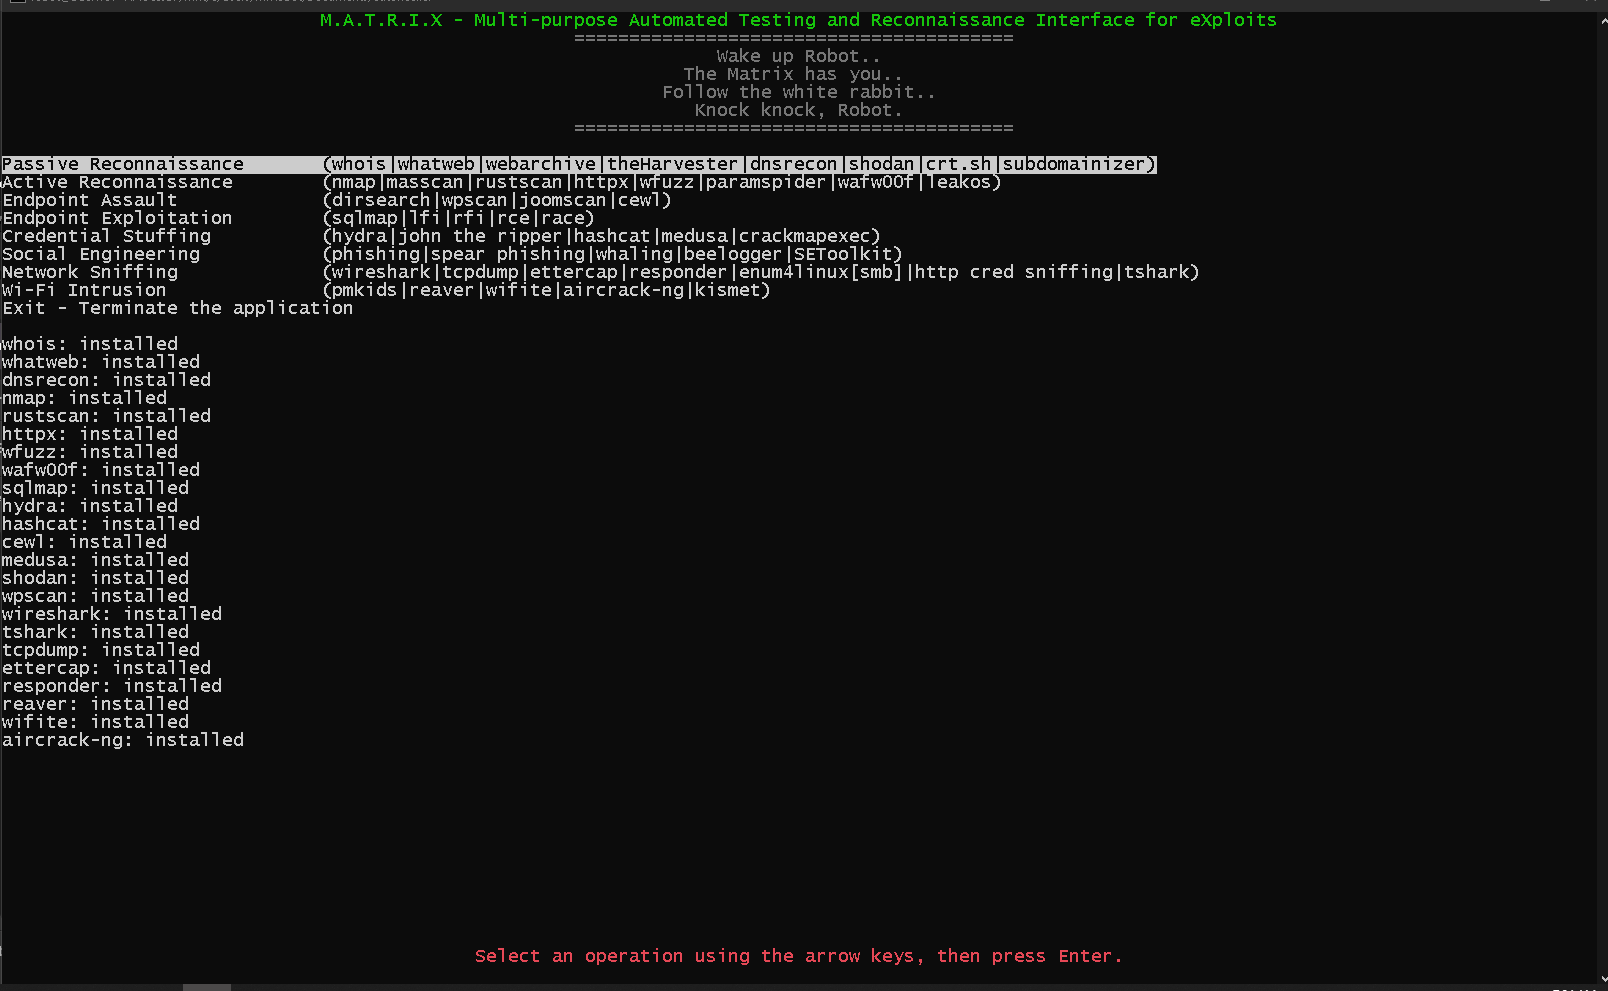 M.A.T.R.I.X - Multi-purpose Automated Testing and Reconnaissance Interface for eXploits
========================================
Wake up Robot..
The Matrix has you..
Follow the white rabbit..
Knock knock, Robot.
========================================
Passive Reconnaissance (whois|whatweb|webarchive|theHarvester|dnsrecon|shodan|crt.sh|subdomainizer)
Active Reconnaissance (nmap|masscan|rustscan|httpx|wfuzz|paramspider|wafw00f|leakos)
Endpoint Assault (dirsearch|wpscan|joomscan|cewl)
Endpoint Exploitation (sqlmap|lfi|rfi|rce|race)
Credential Stuffing (hydra|john the ripper|hashcat|medusa|crackmapexec)
Social Engineering (phishing|spear phishing|whaling|beelogger|SEToolkit)
Network Sniffing (wireshark|tcpdump|ettercap|responder|enum4linux[smb]|http cred sniffing|tshark)
Wi-Fi Intrusion (pmkids|reaver|wifite|aircrack-ng|kismet)
Exit - Terminate the application
whois: installed
whatweb: installed
dnsrecon: installed
nmap: installed
rustscan: installed
httpx: installed
wfuzz: installed
wafw00f: installed
sqlmap: installed
hydra: installed
hashcat: installed
cewl: installed
medusa: installed
shodan: installed
wpscan: installed
wireshark: installed
tshark: installed
tcpdump: installed
ettercap: installed
responder: installed
reaver: installed
wifite: installed
aircrack-ng: installed
Select an operation using the arrow keys, then press Enter.